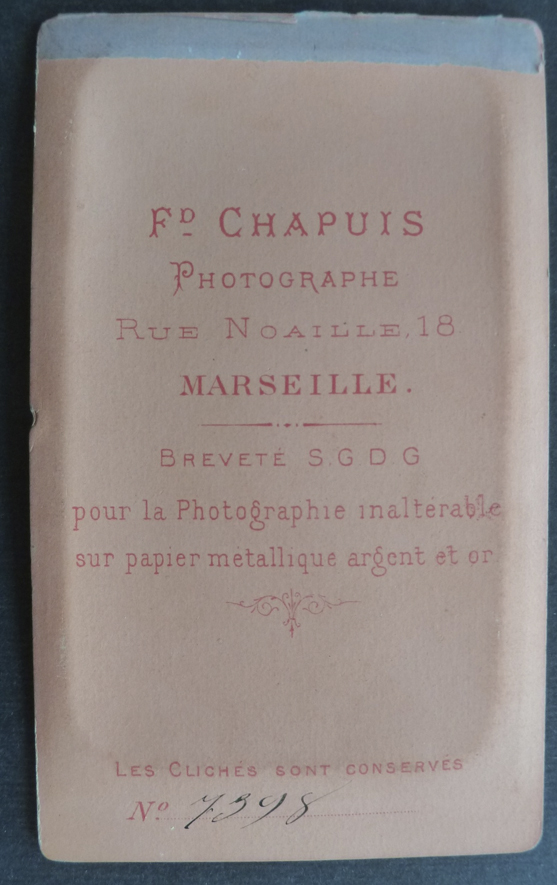 FD CHAPUIS
PHOTOGRAPHE
RUE NOAILLE, 18
MARSEILLE.
BREVETÉ S.G D G
pour la Photographie inaltérable
sur papier métallique argent et or
LES CLICHÉS SONT CONSERVÉS
No 7398